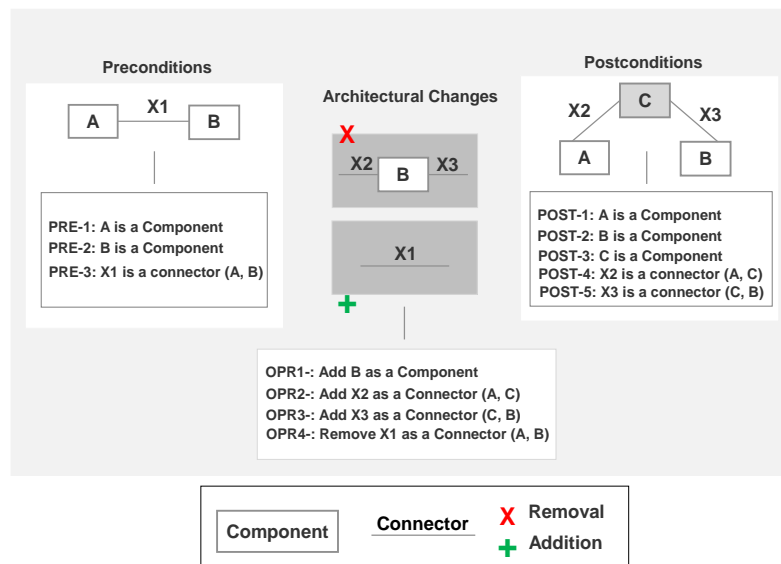 Preconditions
X1
A
B
PRE-1: A is a Component
PRE-2: B is a Component
PRE-3: X1 is a connector (A, B)
Architectural Changes
X
X2
B
X3
X1
+
OPR1-: Add B as a Component
OPR2-: Add X2 as a Connector (A, C)
OPR3-: Add X3 as a Connector (C, B)
OPR4-: Remove X1 as a Connector (A, B)
Postconditions
C
X2
X3
A
B
POST-1: A is a Component
POST-2: B is a Component
POST-3: C is a Component
POST-4: X2 is a connector (A, C)
POST-5: X3 is a connector (C, B)
Component
Connector
X Removal
+ Addition